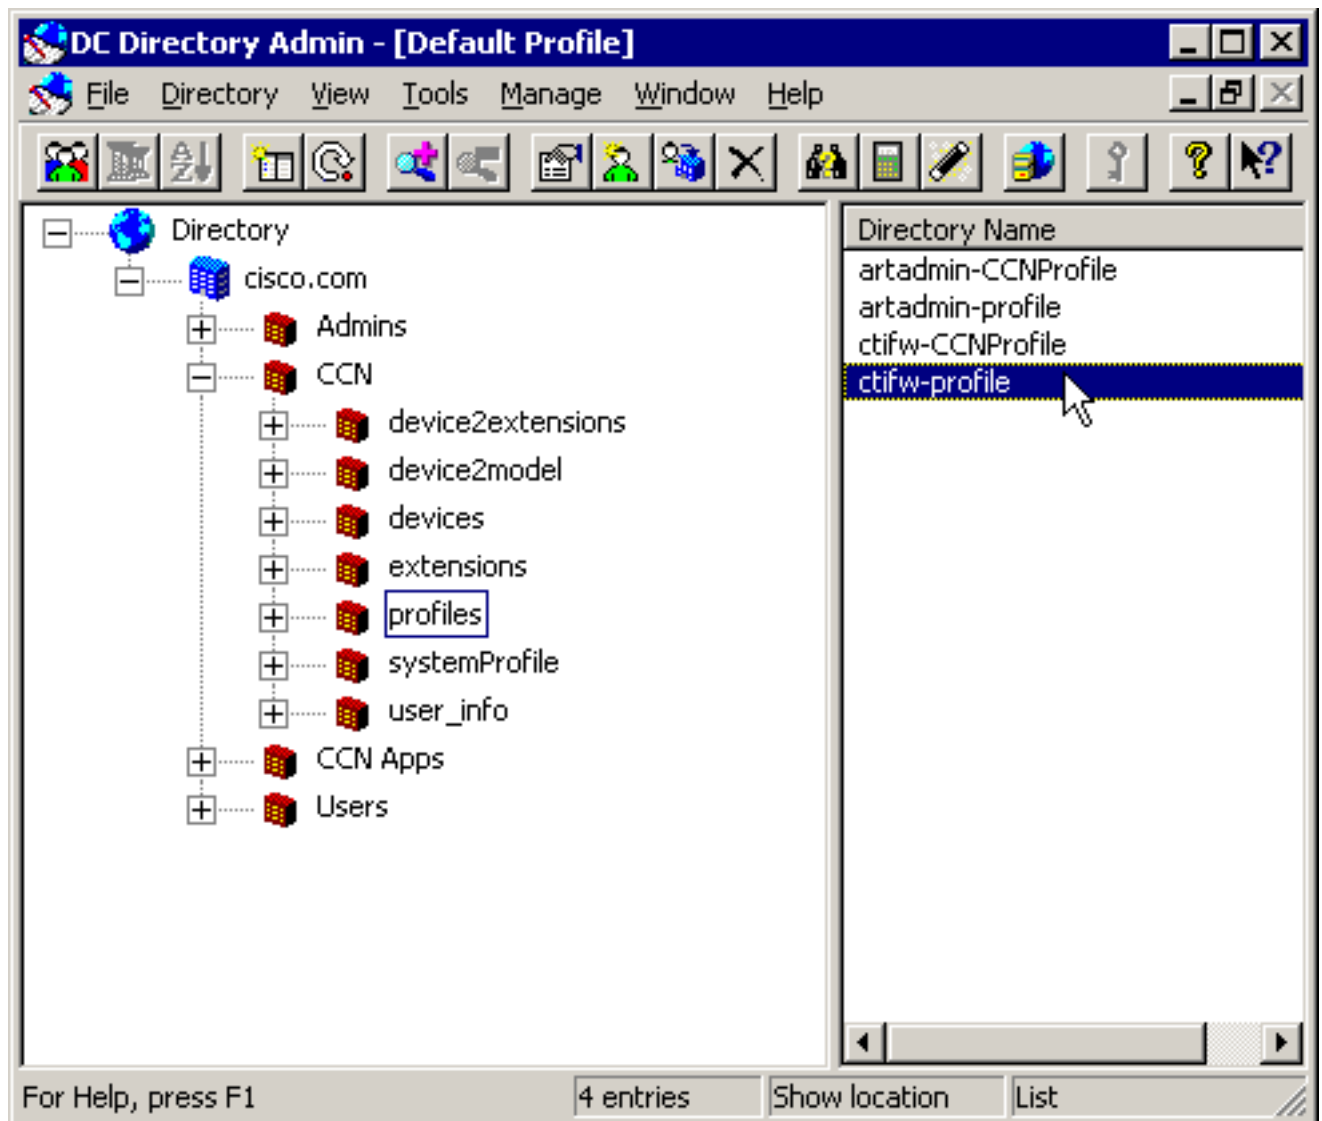 DC Directory Admin - [Default Profile]
File Directory View Tools Manage Window Help
Directory
cisco.com
Admins
CCN
device2extensions
device2model
devices
extensions
profiles
systemProfile
user_info
CCN Apps
Users
Directory Name
artadmin-CCNProfile
artadmin-profile
ctifw-CCNProfile
ctifw-profile
For Help, press F1
4 entries
Show location
List